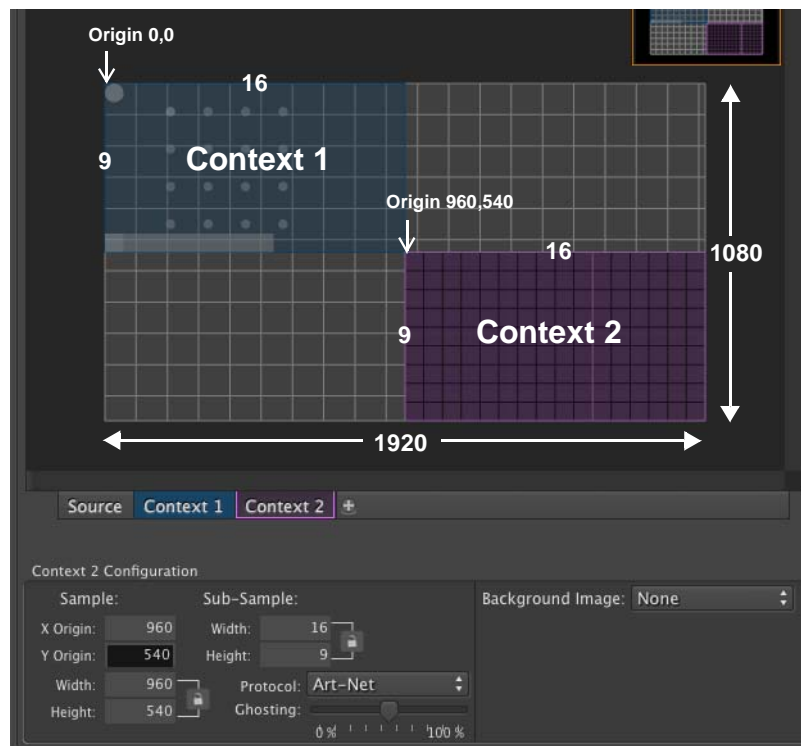 Origin 0,0
16
9
Context 1
Origin 960,540
16
1080
9
Context 2
1920
Source Context 1 Context 2 +
Context 2 Configuration
Sample: Sub-Sample: Background Image: None
X Origin: 960 Width: 16
Y Origin: 540 Height: 9
Width: 960 Protocol: Art-Net
Height: 540 Ghosting:
0 % 100 %